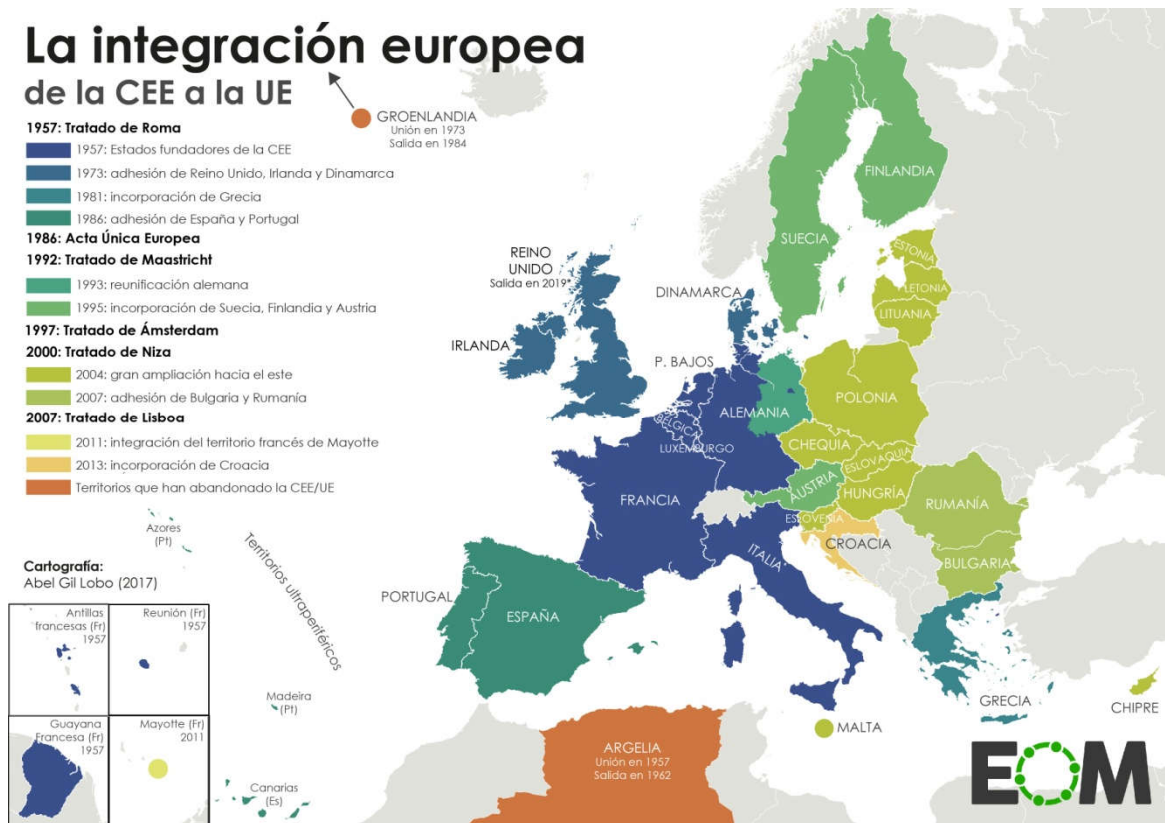 La integración europea
de la CEE a la UE
GROENLANDIA
Unión en 1973
Salida en 1984
1957: Tratado de Roma
1957: Estados fundadores de la CEE
1973: adhesión de Reino Unido, Irlanda y Dinamarca
1981: incorporación de Grecia
1986: adhesión de España y Portugal
1986: Acta Única Europea
1992: Tratado de Maastricht
1993: reunificación alemana
1995: incorporación de Suecia, Finlandia y Austria
1997: Tratado de Ámsterdam
2000: Tratado de Niza
2004: gran ampliación hacia el este
2007: adhesión de Bulgaria y Rumanía
2007: Tratado de Lisboa
2011: integración del territorio francés de Mayotte
2013: incorporación de Croacia
Territorios que han abandonado la CEE/UE
FINLANDIA
SUECIA
ESTONIA
LETONIA
LITUANIA
REINO
UNIDO
Salida en 2019*
DINAMARCA
IRLANDA
P. BAJOS
BÉLGICA
LUXEMBURGO
ALEMANIA
POLONIA
CHEQUIA
ESLOVAQUIA
AUSTRIA
HUNGRÍA
RUMANÍA
FRANCIA
ESLOVENIA
CROACIA
ITALIA
BULGARIA
PORTUGAL
ESPAÑA
GRECIA
CHIPRE
MALTA
ARGELIA
Unión en 1957
Salida en 1962
Azores
(Pt)
Territorios ultraperiféricos
Madeira
(Pt)
Canarias
(Es)
Cartografía:
Abel Gil Lobo (2017)
Antillas
francesas (Fr)
1957
Reunión (Fr)
1957
Guayana
Francesa (Fr)
1957
Mayotte (Fr)
2011
EOM